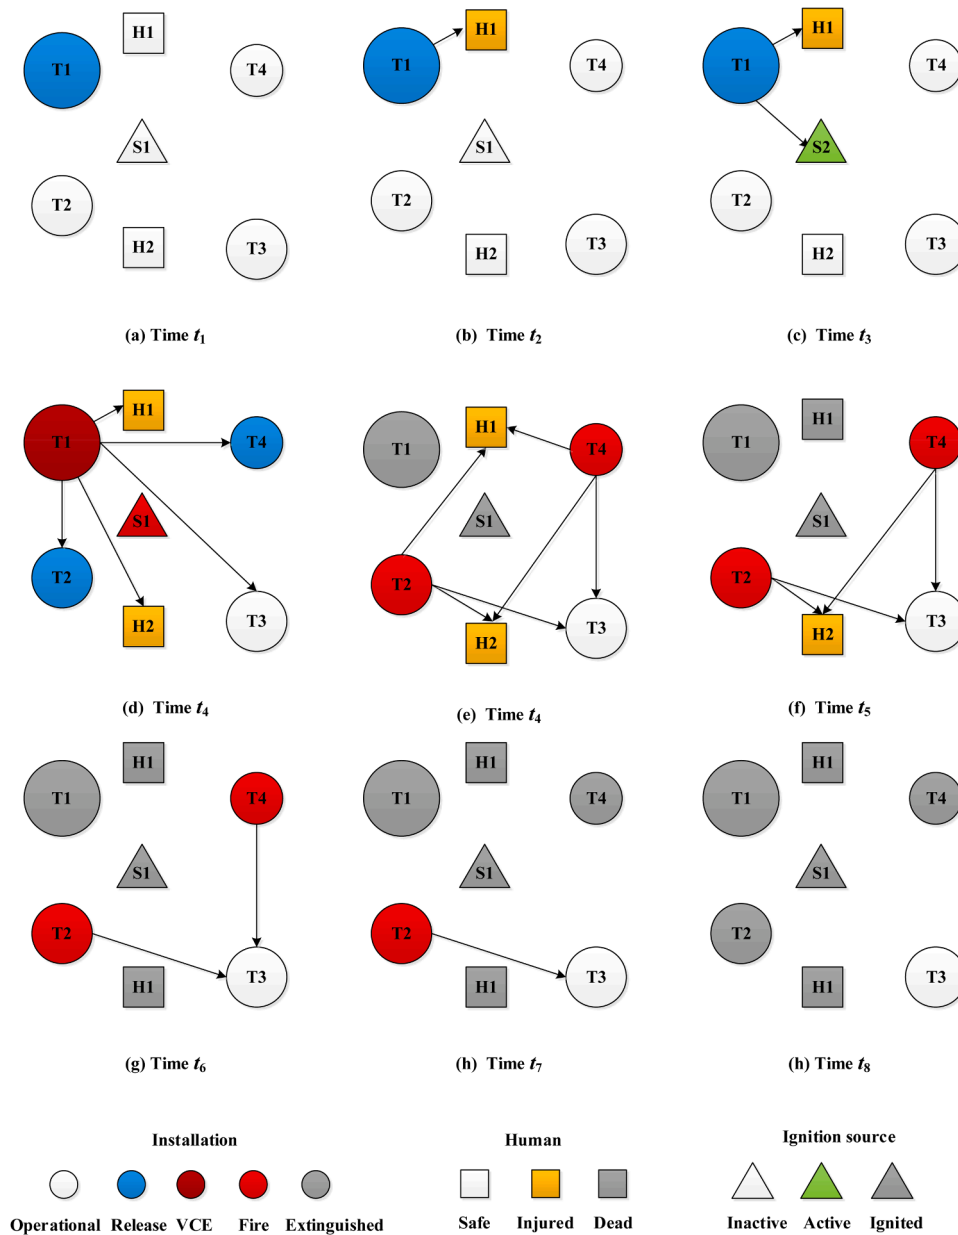 H1
T1
T4
S1
T2
H2
T3
(a) Time t1
H1
T1
T4
S1
T2
H2
T3
(b) Time t2
H1
T1
T4
S2
T2
H2
T3
(c) Time t3
H1
T1
T4
S1
T2
H2
T3
(d) Time t4
H1
T1
T4
S1
T2
H2
T3
(e) Time t4
H1
T1
T4
S1
T2
H2
T3
(f) Time t5
H1
T1
T4
S1
T2
H1
T3
(g) Time t6
H1
T1
T4
S1
T2
H1
T3
(h) Time t7
H1
T1
T4
S1
T2
H1
T3
(h) Time t8
Installation
Operational Release VCE Fire Extinguished
Human
Safe Injured Dead
Ignition source
Inactive Active Ignited